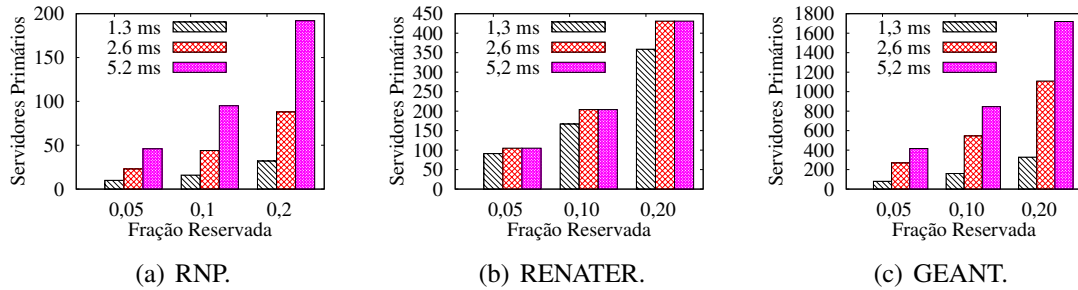 Servidores Primários
200
150
100
50
0
1.3 ms
2.6 ms
5.2 ms
0,05
0,1
0,2
Fração Reservada
(a) RNP.
Servidores Primários
450
400
350
300
250
200
150
100
50
0
1,3 ms
2,6 ms
5,2 ms
0,05
0,10
0,20
Fração Reservada
(b) RENATER.
Servidores Primários
1800
1600
1400
1200
1000
800
600
400
200
0
1,3 ms
2,6 ms
5,2 ms
0,05
0,10
0,20
Fração Reservada
(c) GEANT.